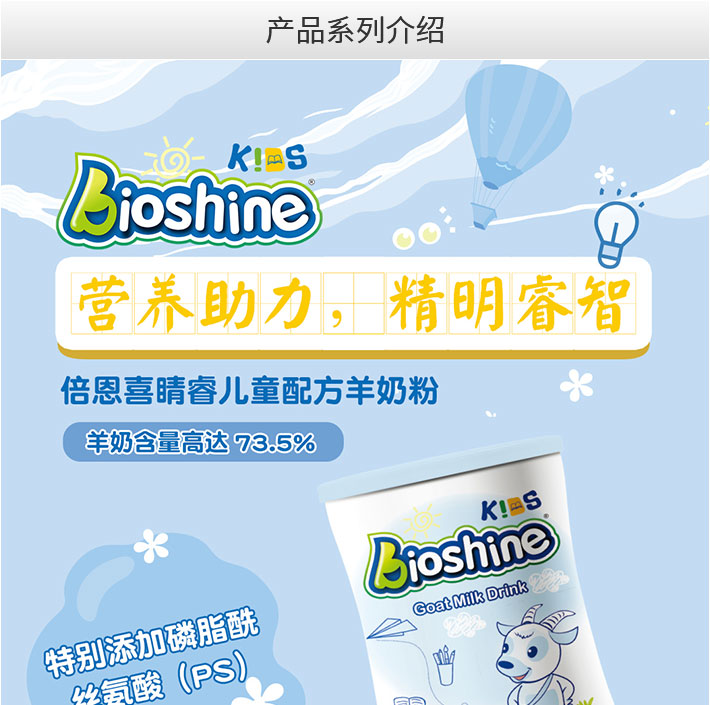 产品系列介绍
KIDS
Bioshine®
营养助力，精明睿智
倍恩喜睛睿儿童配方羊奶粉
羊奶含量高达 73.5%
KIDS
Bioshine®
Goat Milk Drink
特别添加磷脂酰
丝氨酸（PS）